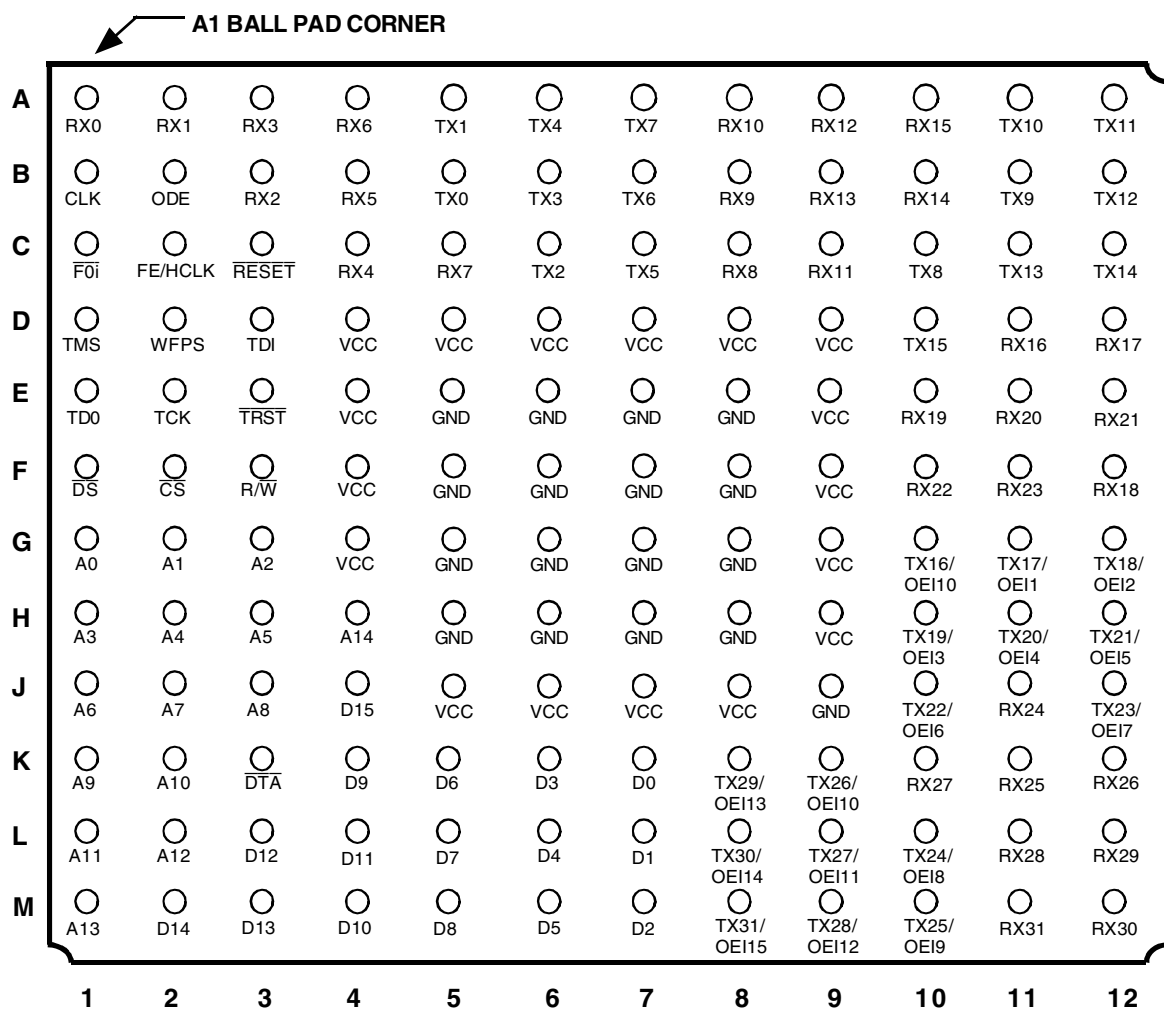 A1 BALL PAD CORNER
A
RX0 RX1 RX3 RX6 TX1 TX4 TX7 RX10 RX12 RX15 TX10 TX11
B
CLK ODE RX2 RX5 TX0 TX3 TX6 RX9 RX13 RX14 TX9 TX12
C
F0i FE/HCLK RESET RX4 RX7 TX2 TX5 RX8 RX11 TX8 TX13 TX14
D
TMS WFPS TDI VCC VCC VCC VCC VCC VCC TX15 RX16 RX17
E
TD0 TCK TRST VCC GND GND GND GND VCC RX19 RX20 RX21
F
DS CS R/W VCC GND GND GND GND VCC RX22 RX23 RX18
G
A0 A1 A2 VCC GND GND GND GND VCC TX16/ TX17/ TX18/
OEI10 OEI1 OEI2
H
A3 A4 A5 A14 GND GND GND GND VCC TX19/ TX20/ TX21/
OEI3 OEI4 OEI5
J
A6 A7 A8 D15 VCC VCC VCC VCC GND TX22/ RX24 TX23/
OEI6 OEI7
K
A9 A10 DTA D9 D6 D3 D0 TX29/ TX26/ RX27 RX25 RX26
OEI13 OEI10
L
A11 A12 D12 D11 D7 D4 D1 TX30/ TX27/ TX24/ RX28 RX29
OEI14 OEI11 OEI8
M
A13 D14 D13 D10 D8 D5 D2 TX31/ TX28/ TX25/ RX31 RX30
OEI15 OEI12 OEI9
1 2 3 4 5 6 7 8 9 10 11 12